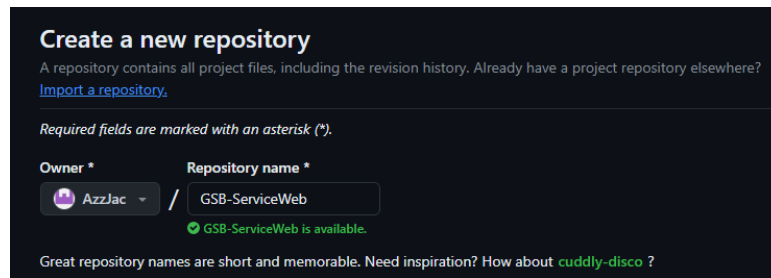 Create a new repository
A repository contains all project files, including the revision history. Already have a project repository elsewhere?
Import a repository.
Required fields are marked with an asterisk (*).
Owner * Repository name *
AzzJac / GSB-ServiceWeb
GSB-ServiceWeb is available.
Great repository names are short and memorable. Need inspiration? How about cuddly-disco ?